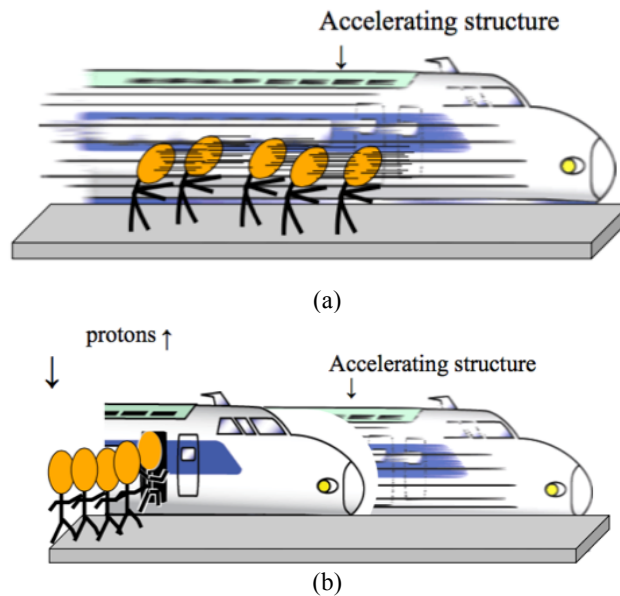 Accelerating structure
↓
(a)
protons ↑
↓
Accelerating structure
↓
(b)